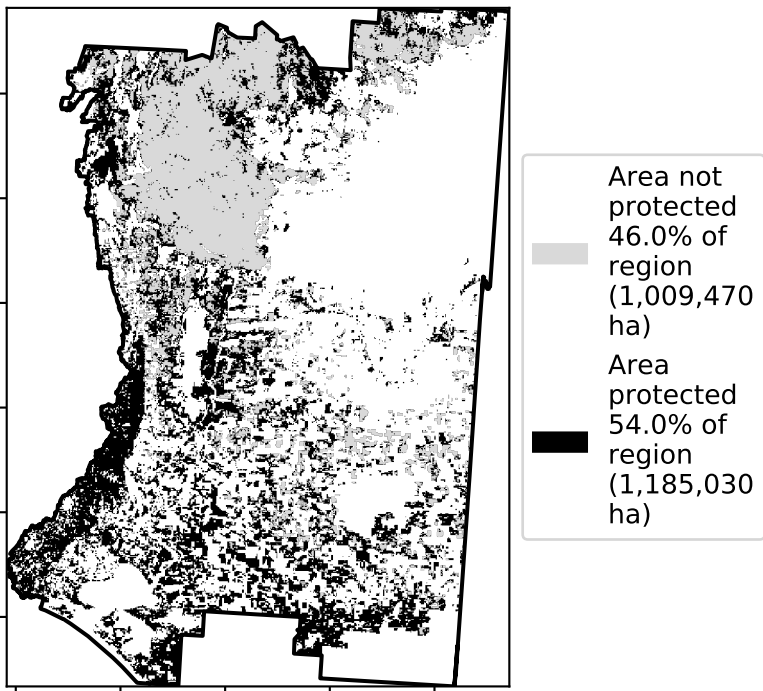 Area not
protected
46.0% of
region
(1,009,470
ha)
Area
protected
54.0% of
region
(1,185,030
ha)